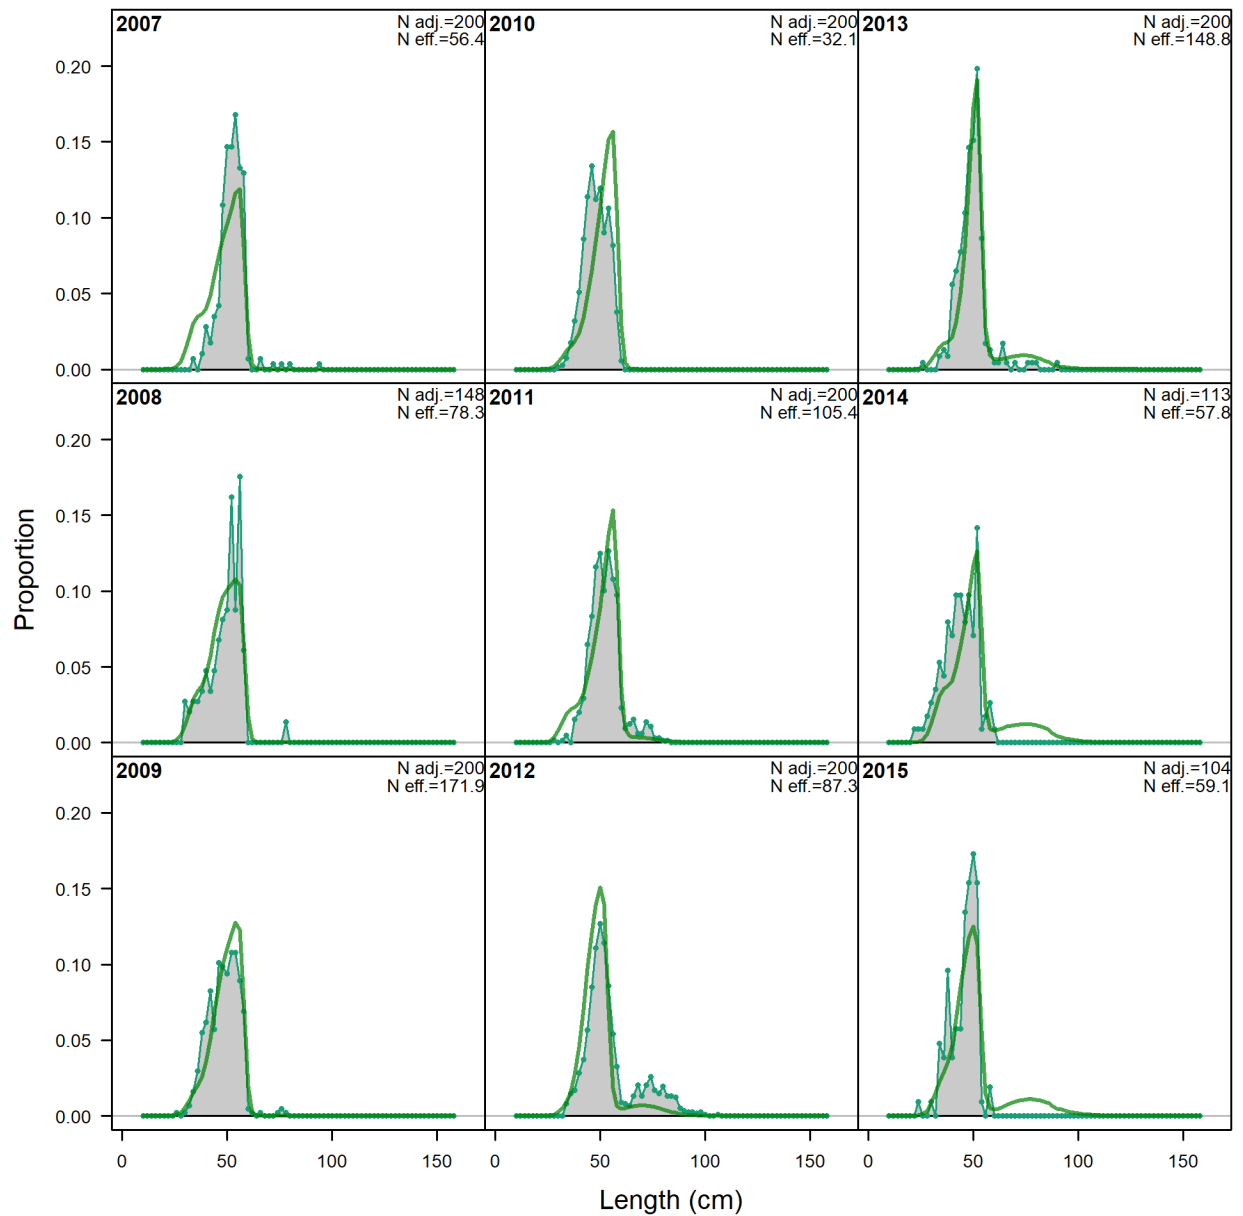 2007
N adj.=200
N eff.=56.4
2010
N adj.=200
N eff.=32.1
2013
N adj.=200
N eff.=148.8
0.20
0.15
0.10
0.05
0.00
2008
N adj.=148
N eff.=78.3
2011
N adj.=200
N eff.=105.4
2014
N adj.=113
N eff.=57.8
0.20
0.15
0.10
0.05
0.00
Proportion
2009
N adj.=200
N eff.=171.9
2012
N adj.=200
N eff.=87.3
2015
N adj.=104
N eff.=59.1
0.20
0.15
0.10
0.05
0.00
0 50 100 150 0 50 100 150 0 50 100 150
Length (cm)